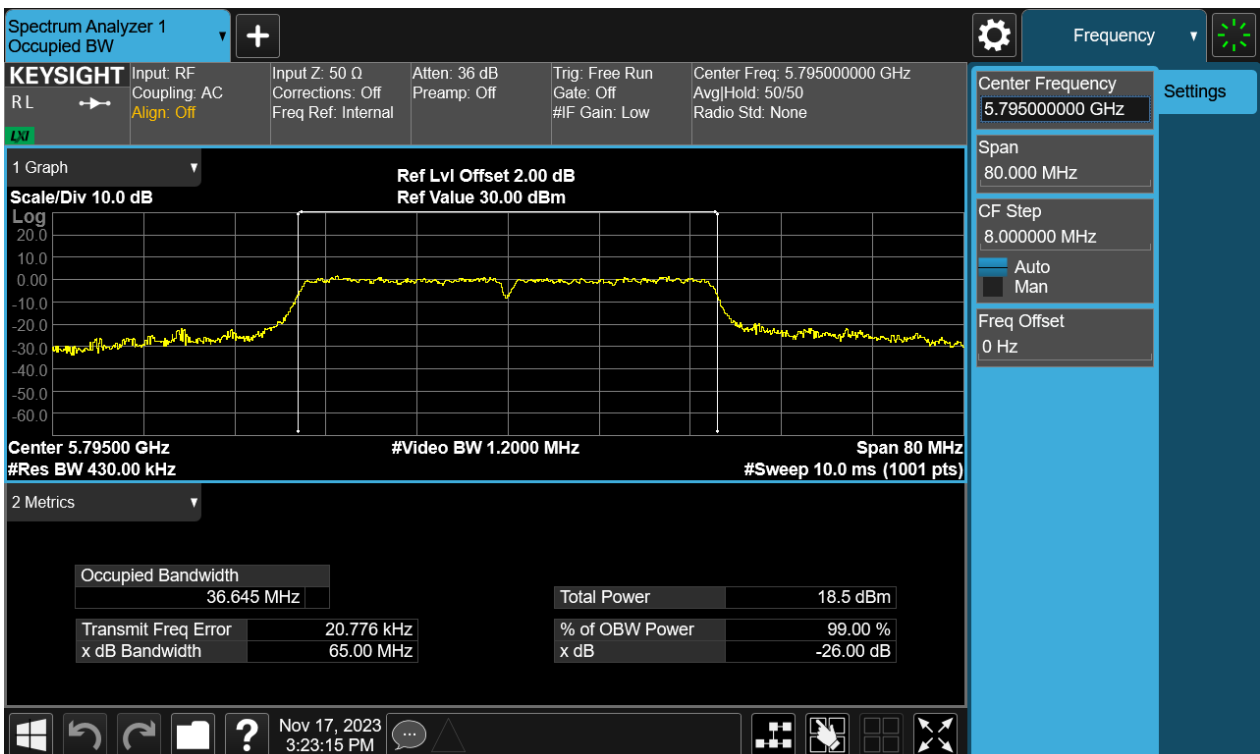 Spectrum Analyzer 1
Occupied BW
Frequency
KEYSIGHT
R L
LXI
Input: RF
Coupling: AC
Align: Off
Input Z: 50 Ω
Corrections: Off
Freq Ref: Internal
Atten: 36 dB
Preamp: Off
Trig: Free Run
Gate: Off
#IF Gain: Low
Center Freq: 5.795000000 GHz
Avg|Hold: 50/50
Radio Std: None
Center Frequency
5.795000000 GHz
Settings
Span
80.000 MHz
CF Step
8.000000 MHz
Auto
Man
Freq Offset
0 Hz
1 Graph
Scale/Div 10.0 dB
Ref Lvl Offset 2.00 dB
Ref Value 30.00 dBm
Log
20.0
10.0
0.00
-10.0
-20.0
-30.0
-40.0
-50.0
-60.0
Center 5.79500 GHz
#Video BW 1.2000 MHz
Span 80 MHz
#Res BW 430.00 kHz
#Sweep 10.0 ms (1001 pts)
2 Metrics
Occupied Bandwidth
36.645 MHz
Total Power 18.5 dBm
Transmit Freq Error 20.776 kHz
% of OBW Power 99.00 %
x dB Bandwidth 65.00 MHz
x dB -26.00 dB
Nov 17, 2023
3:23:15 PM